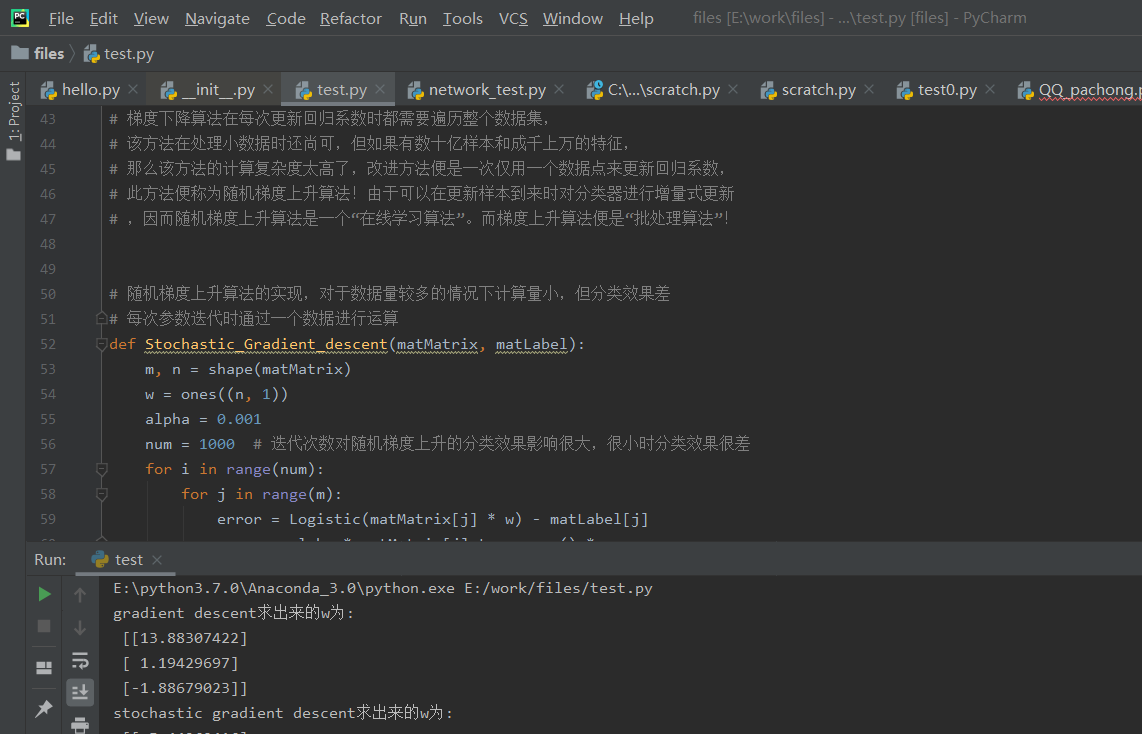 PC File Edit View Navigate Code Refactor Run Tools VCS Window Help files [E:\work\files] - ...\test.py [files] - PyCharm
files test.py
hello.py __init__.py test.py network_test.py C:\...\scratch.py scratch.py test0.py QQ_pachong.p
1: Project
43 # 梯度下降算法在每次更新回归系数时都需要遍历整个数据集，
44 # 该方法在处理小数据时还尚可，但如果有数十亿样本和成千上万的特征，
45 # 那么该方法的计算复杂度太高了，改进方法便是一次仅用一个数据点来更新回归系数，
46 # 此方法便称为随机梯度上升算法！由于可以在更新样本到来时对分类器进行增量式更新
47 # ，因而随机梯度上升算法是一个“在线学习算法”。而梯度上升算法便是“批处理算法”！
48
49
50 # 随机梯度上升算法的实现，对于数据量较多的情况下计算量小，但分类效果差
51 # 每次参数迭代时通过一个数据进行运算
52 def Stochastic_Gradient_descent(matMatrix, matLabel):
53 m, n = shape(matMatrix)
54 w = ones((n, 1))
55 alpha = 0.001
56 num = 1000 # 迭代次数对随机梯度上升的分类效果影响很大，很小时分类效果很差
57 for i in range(num):
58 for j in range(m):
59 error = Logistic(matMatrix[j] * w) - matLabel[j]
Run: test
E:\python3.7.0\Anaconda_3.0\python.exe E:/work/files/test.py
gradient descent求出来的w为:
[[13.88307422]
[ 1.19429697]
[-1.88679023]]
stochastic gradient descent求出来的w为: